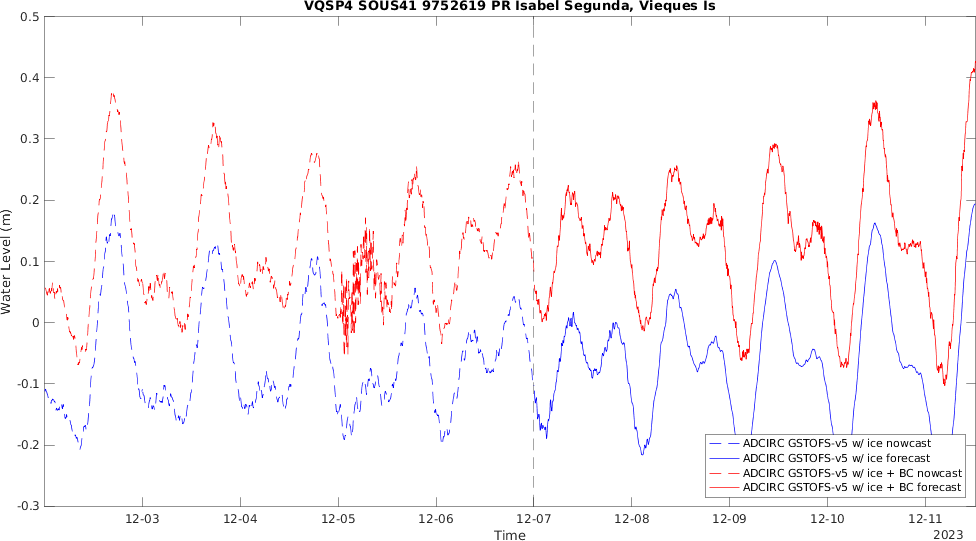 VQSP4 SOUS41 9752619 PR Isabel Segunda, Vieques Is
0.5
0.4
0.3
0.2
0.1
0
-0.1
-0.2
-0.3
Water Level (m)
12-03
12-04
12-05
12-06
12-07
12-08
12-09
12-10
12-11
Time
2023
ADCIRC GSTOFS-v5 w/ ice nowcast
ADCIRC GSTOFS-v5 w/ ice forecast
ADCIRC GSTOFS-v5 w/ ice + BC nowcast
ADCIRC GSTOFS-v5 w/ ice + BC forecast